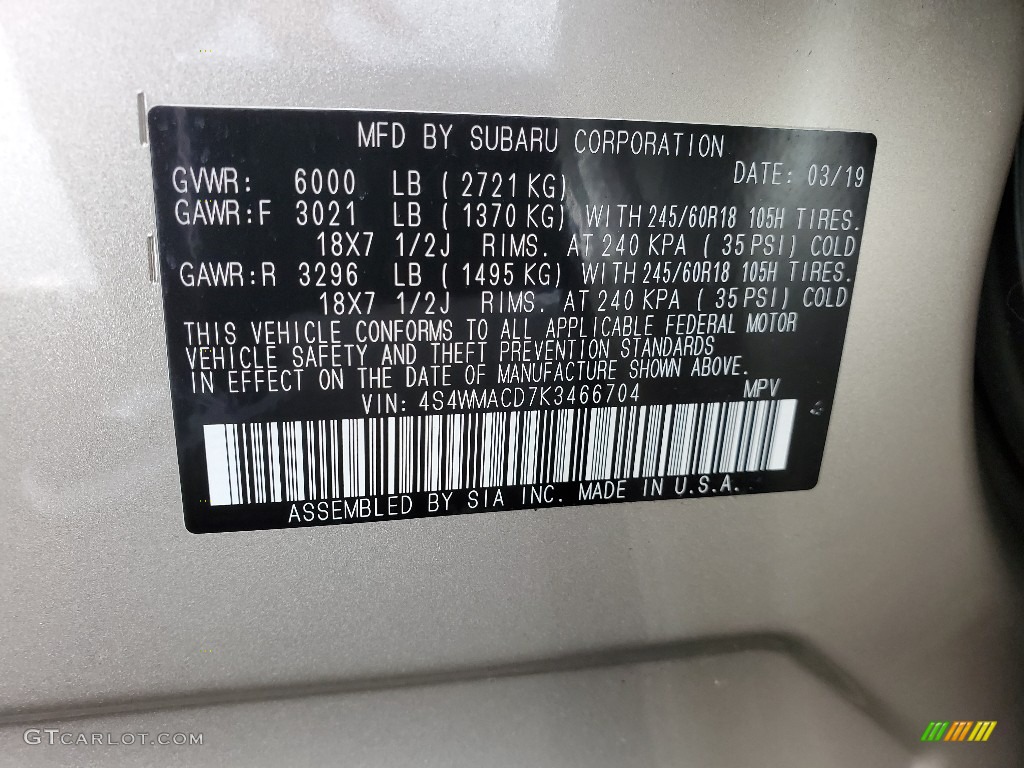 MFD BY SUBARU CORPORATION
DATE: 03/19
GVWR: 6000 LB ( 2721 KG)
GAWR:F 3021 LB ( 1370 KG) WITH 245/60R18 105H TIRES.
18X7 1/2J RIMS. AT 240 KPA ( 35 PSI) COLD
GAWR:R 3296 LB ( 1495 KG) WITH 245/60R18 105H TIRES.
18X7 1/2J RIMS. AT 240 KPA ( 35 PSI) COLD
THIS VEHICLE CONFORMS TO ALL APPLICABLE FEDERAL MOTOR
VEHICLE SAFETY AND THEFT PREVENTION STANDARDS
IN EFFECT ON THE DATE OF MANUFACTURE SHOWN ABOVE.
VIN: 4S4WMACD7K3466704 MPV
ASSEMBLED BY SIA INC. MADE IN U.S.A.
GTCARLOT.COM